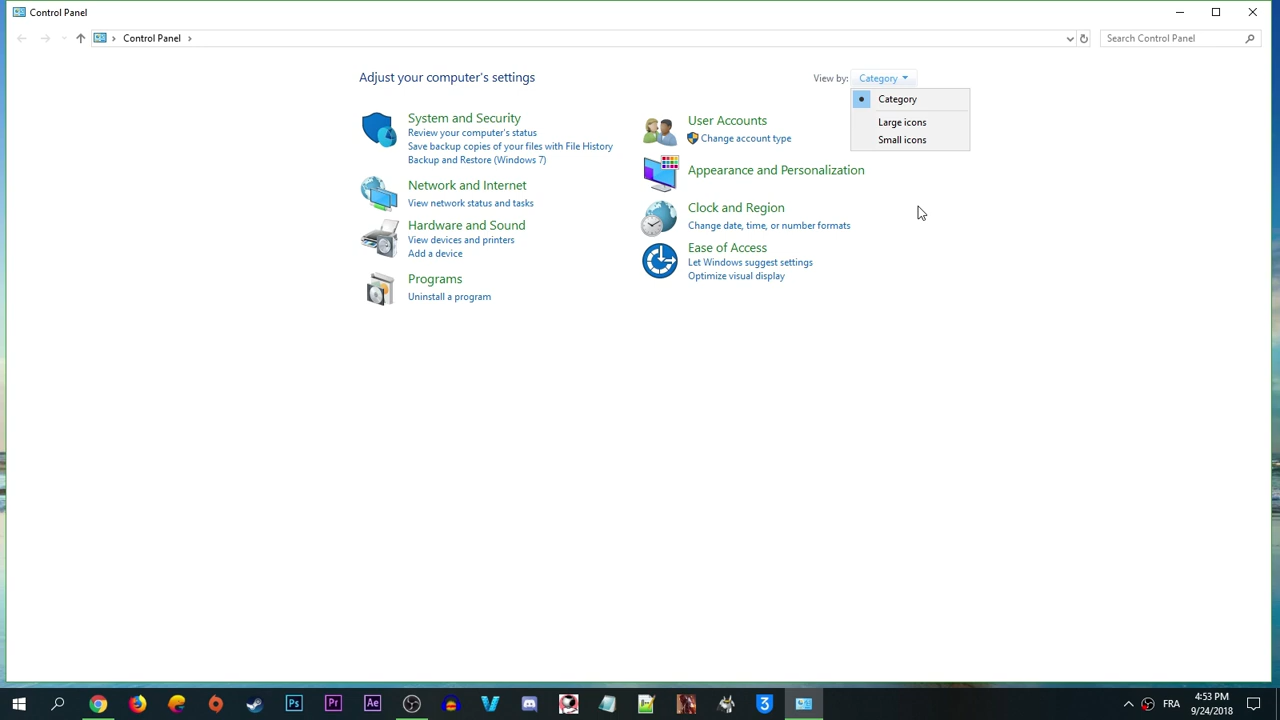 Control Panel
Control Panel
Search Control Panel
Adjust your computer's settings
View by: Category
Category
Large icons
Small icons
System and Security
Review your computer's status
Save backup copies of your files with File History
Backup and Restore (Windows 7)
Network and Internet
View network status and tasks
Hardware and Sound
View devices and printers
Add a device
Programs
Uninstall a program
User Accounts
Change account type
Appearance and Personalization
Clock and Region
Change date, time, or number formats
Ease of Access
Let Windows suggest settings
Optimize visual display
Ps
Pr
Ae
3
FRA
4:53 PM
9/24/2018